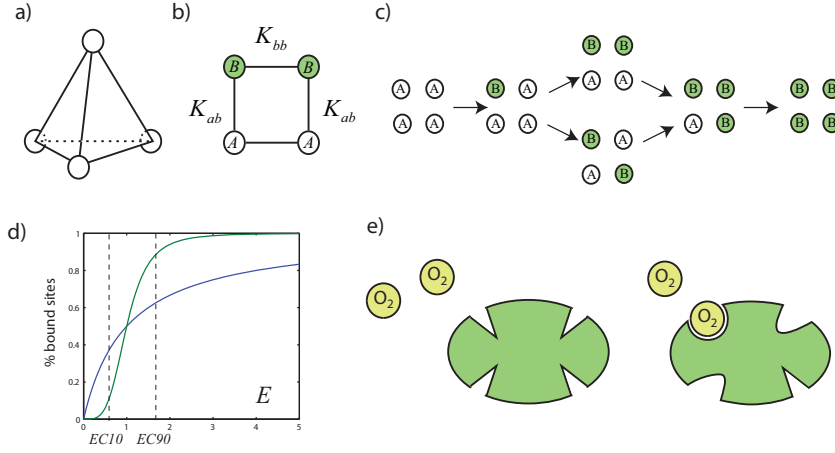 a)
b)
K_bb
B B
K_ab K_ab
A A
c)
A A
A A
B A
A A
B B
A A
B A
A B
B B
A B
B B
B B
d)
% bound sites
1
0.8
0.6
0.4
0.2
0
0 1 2 3 4 5
EC10 EC90
E
e)
O₂
O₂
O₂
O₂